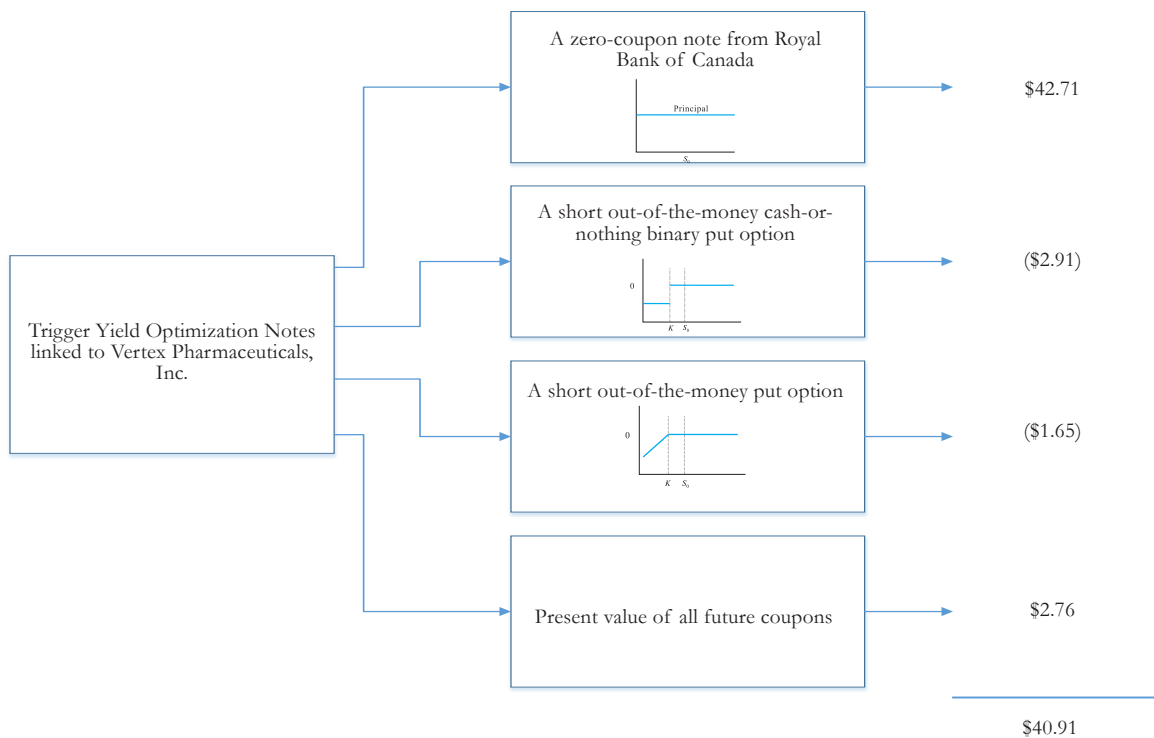 A zero-coupon note from Royal
Bank of Canada
Principal
S₀
$42.71
A short out-of-the-money cash-or-
nothing binary put option
0
K S₀
($2.91)
Trigger Yield Optimization Notes
linked to Vertex Pharmaceuticals,
Inc.
A short out-of-the-money put option
0
K S₀
($1.65)
Present value of all future coupons
$2.76
$40.91